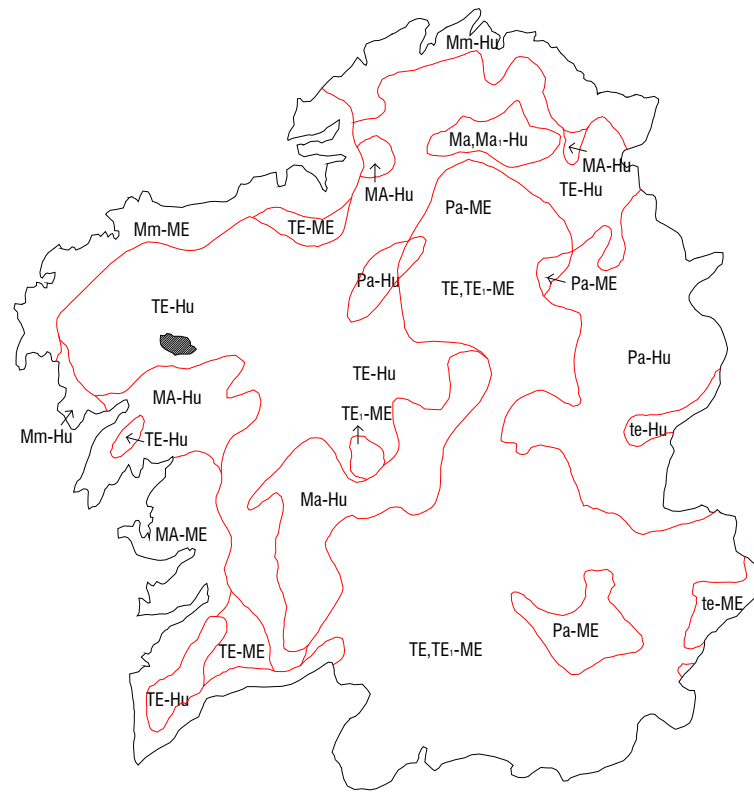 Mm-Hu
Ma,Ma₁-Hu
MA-Hu
MA-Hu
TE-Hu
Pa-ME
Mm-ME
TE-ME
Pa-Hu
TE,TE₁-ME
Pa-ME
TE-Hu
Pa-Hu
TE-Hu
MA-Hu
TE₁-ME
Mm-Hu
TE-Hu
te-Hu
Ma-Hu
MA-ME
te-ME
Pa-ME
TE-ME
TE,TE₁-ME
TE-Hu